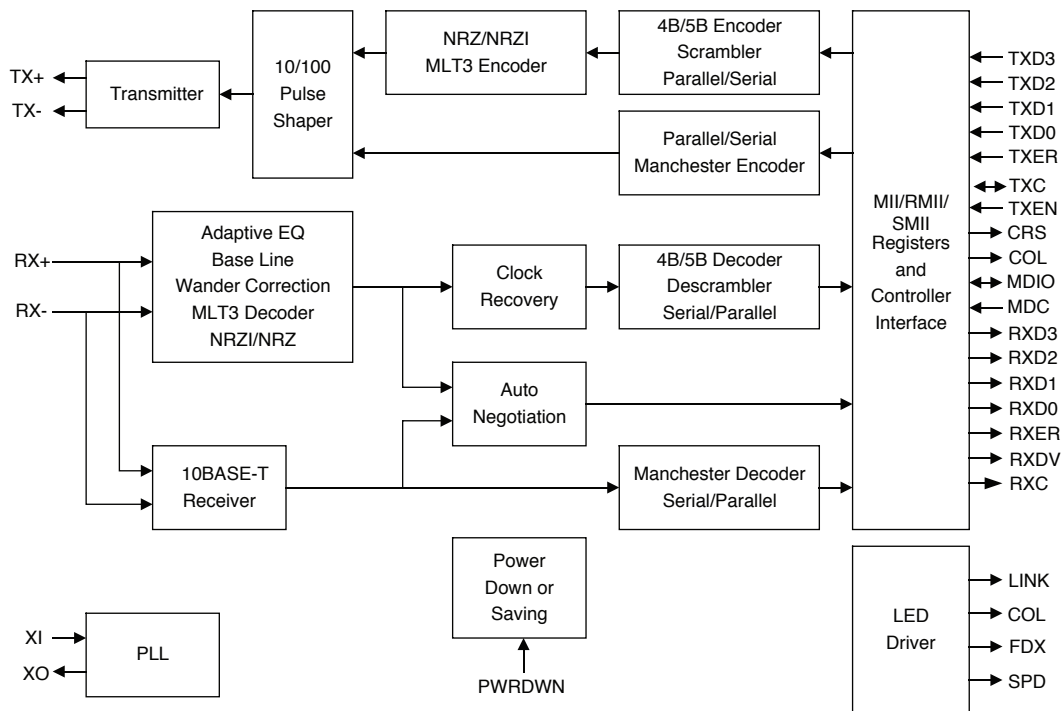 TX+
TX-
Transmitter
10/100
Pulse
Shaper
NRZ/NRZI
MLT3 Encoder
4B/5B Encoder
Scrambler
Parallel/Serial
Parallel/Serial
Manchester Encoder
RX+
RX-
Adaptive EQ
Base Line
Wander Correction
MLT3 Decoder
NRZI/NRZ
Clock
Recovery
4B/5B Decoder
Descrambler
Serial/Parallel
Auto
Negotiation
10BASE-T
Receiver
Manchester Decoder
Serial/Parallel
MII/RMII/
SMII
Registers
and
Controller
Interface
TXD3
TXD2
TXD1
TXD0
TXER
TXC
TXEN
CRS
COL
MDIO
MDC
RXD3
RXD2
RXD1
RXD0
RXER
RXDV
RXC
XI
XO
PLL
Power
Down or
Saving
PWRDWN
LED
Driver
LINK
COL
FDX
SPD